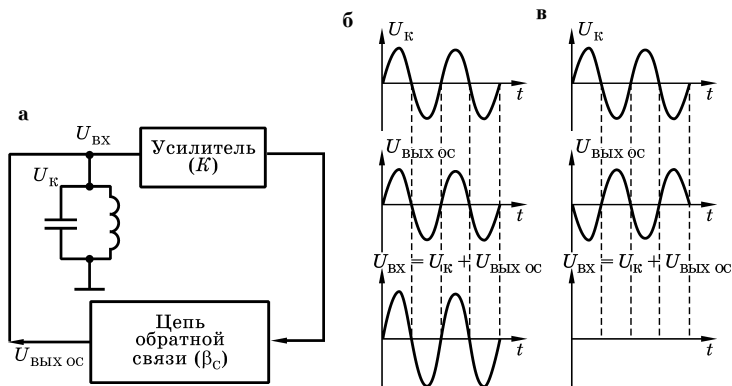 а
U_ВХ
Усилитель
(K)
U_К
Цепь
обратной
связи (β_С)
U_ВЫХ ОС
б
U_К
t
U_ВЫХ ОС
t
U_ВХ = U_К + U_ВЫХ ОС
t
в
U_К
t
U_ВЫХ ОС
t
U_ВХ = U_К + U_ВЫХ ОС
t